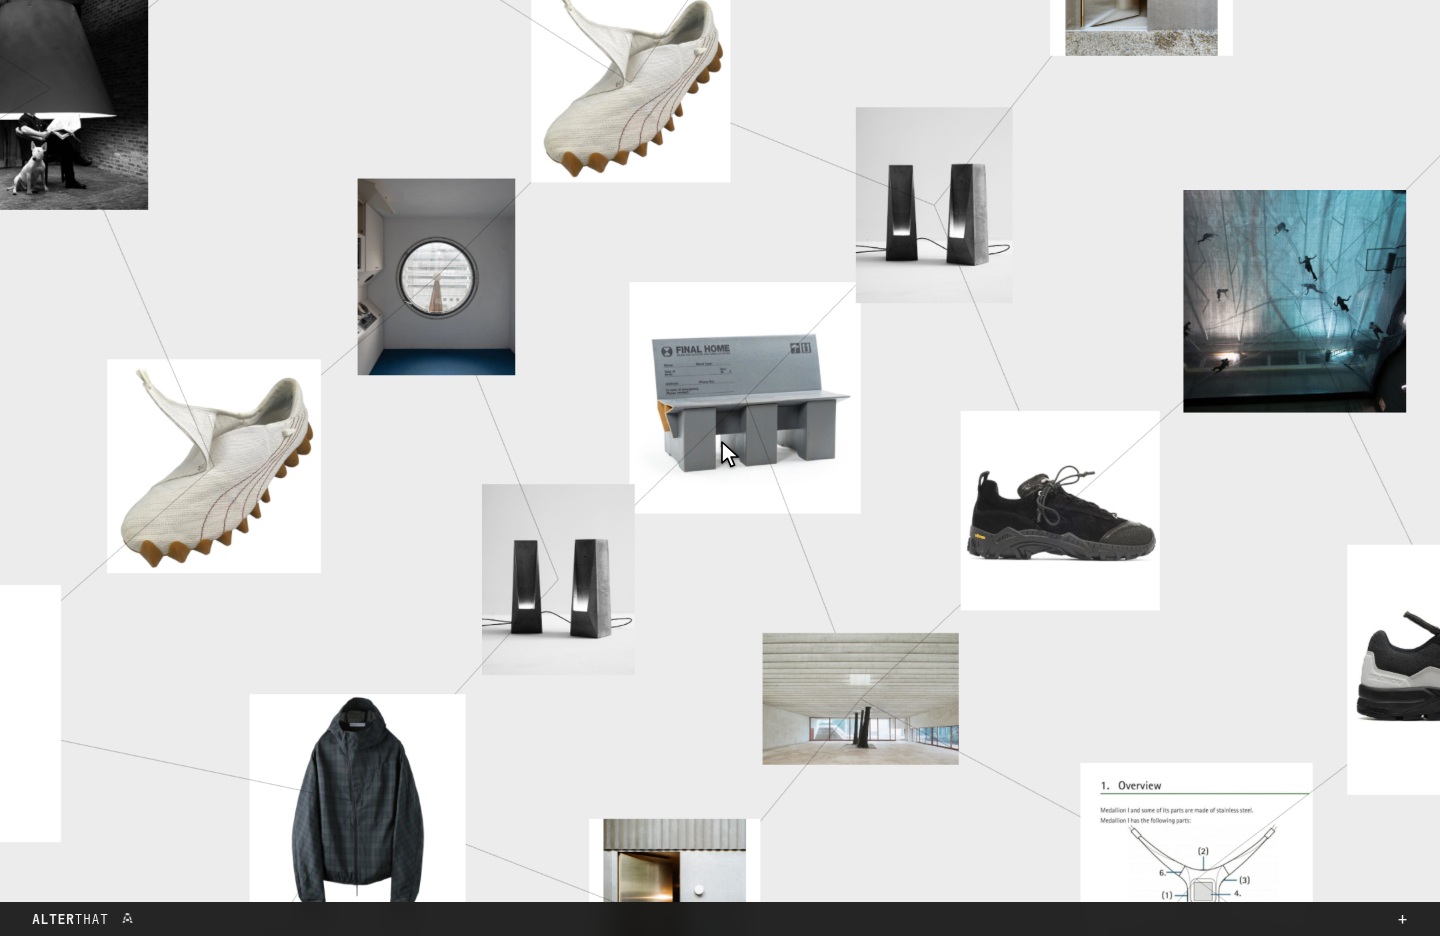 FINAL HOME
1. Overview
Medallion I and some of its parts are made of stainless steel.
Medallion I has the following parts:
(2)
6.
(3)
(1)
4.
ALTERTHAT
+